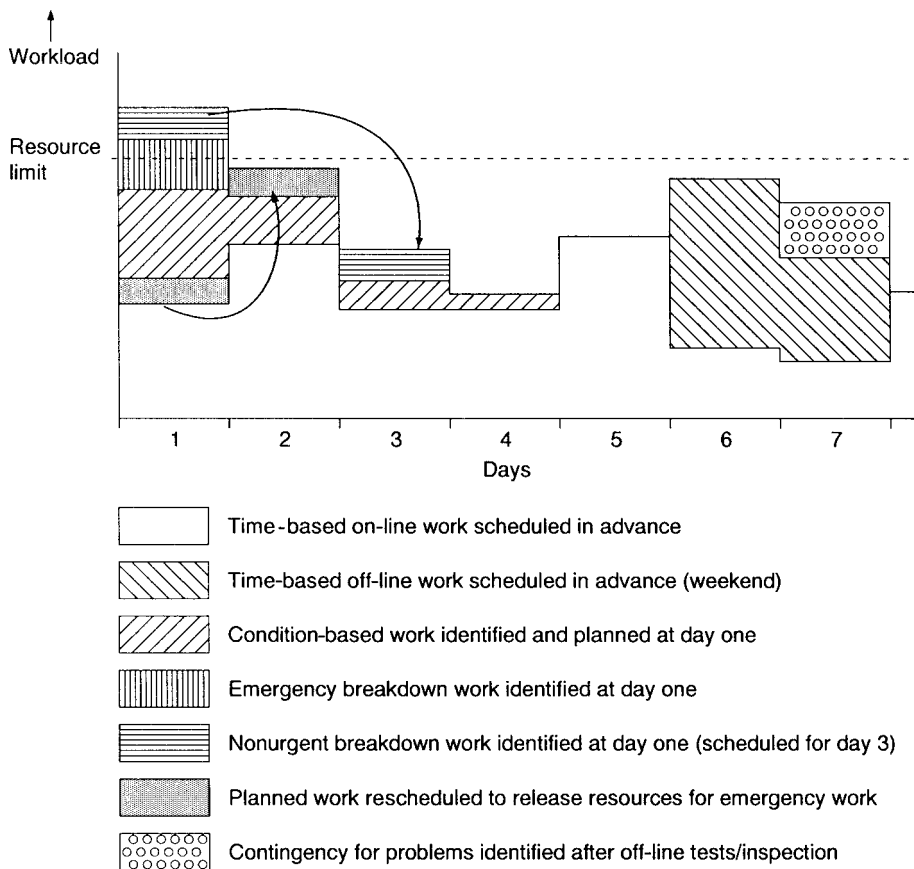 Workload
Resource
limit
1 2 3 4 5 6 7
Days
Time-based on-line work scheduled in advance
Time-based off-line work scheduled in advance (weekend)
Condition-based work identified and planned at day one
Emergency breakdown work identified at day one
Nonurgent breakdown work identified at day one (scheduled for day 3)
Planned work rescheduled to release resources for emergency work
Contingency for problems identified after off-line tests/inspection